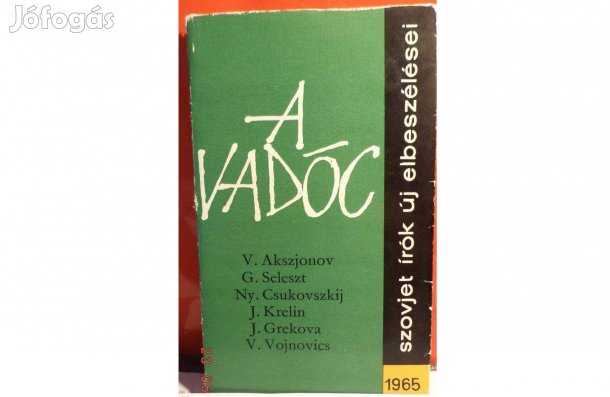 Jófogás
A
VADÓC
V. Akszjonov
G. Seleszt
Ny. Csukovszkij
J. Krelin
J. Grekova
V. Vojnovics
szovjet írók új elbeszélései
1965